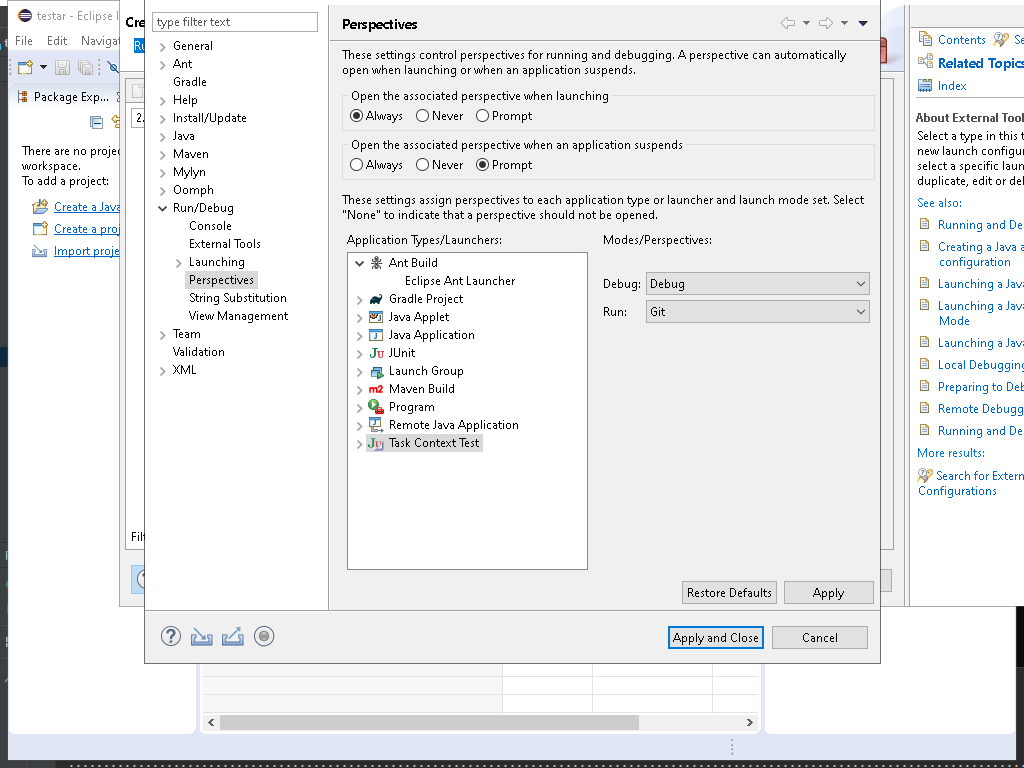 testar - Eclipse I
File Edit Navigat
Package Exp...
There are no projec
workspace.
To add a project:
Create a Java
Create a proj
Import proje
Cre
Ru
2.
Filt
type filter text
General
Ant
Gradle
Help
Install/Update
Java
Maven
Mylyn
Oomph
Run/Debug
Console
External Tools
Launching
Perspectives
String Substitution
View Management
Team
Validation
XML
Perspectives
These settings control perspectives for running and debugging. A perspective can automatically
open when launching or when an application suspends.
Open the associated perspective when launching
Always Never Prompt
Open the associated perspective when an application suspends
Always Never Prompt
These settings assign perspectives to each application type or launcher and launch mode set. Select
"None" to indicate that a perspective should not be opened.
Application Types/Launchers:
Ant Build
Eclipse Ant Launcher
Gradle Project
Java Applet
Java Application
JUnit
Launch Group
m2 Maven Build
Program
Remote Java Application
Task Context Test
Modes/Perspectives:
Debug: Debug
Run: Git
Restore Defaults Apply
Apply and Close Cancel
Contents Se
Related Topics
Index
About External Tool
Select a type in this t
new launch configur
select a specific laun
duplicate, edit or del
See also:
Running and De
Creating a Java a
configuration
Launching a Java
Launching a Java
Mode
Launching a Java
Local Debugging
Preparing to Deb
Remote Debugg
Running and De
More results:
Search for Extern
Configurations